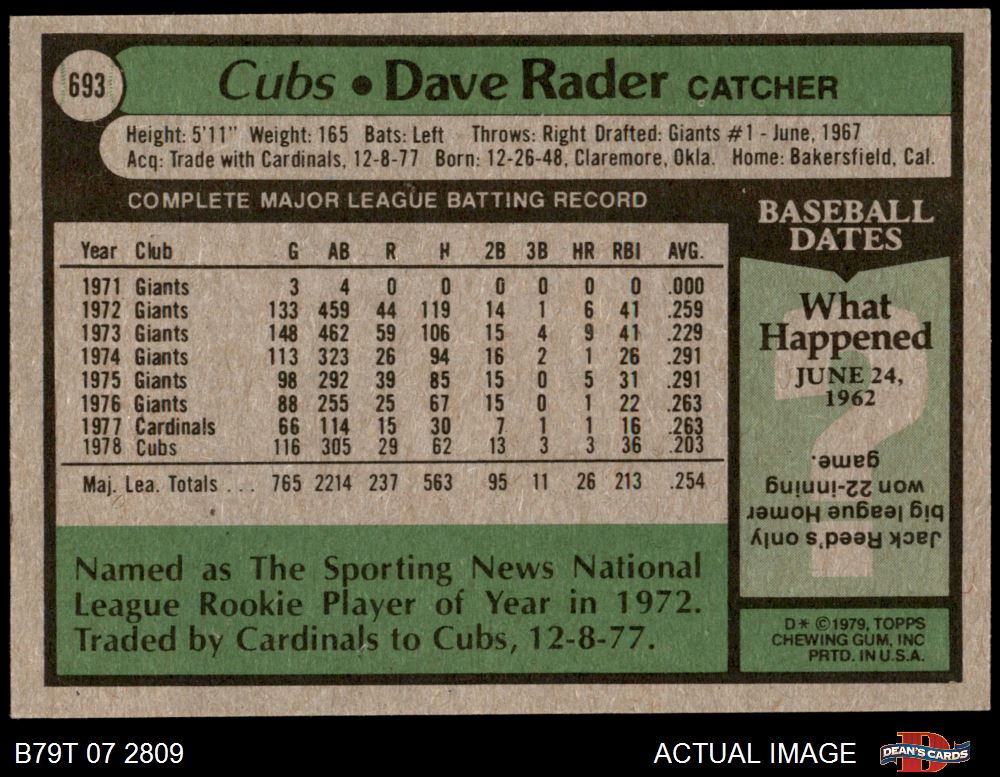 693
Cubs • Dave Rader CATCHER
Height: 5'11" Weight: 165 Bats: Left Throws: Right Drafted: Giants #1 - June, 1967
Acq: Trade with Cardinals, 12-8-77 Born: 12-26-48, Claremore, Okla. Home: Bakersfield, Cal.
COMPLETE MAJOR LEAGUE BATTING RECORD
Year Club G AB R H 2B 3B HR RBI AVG.
1971 Giants 3 4 0 0 0 0 0 0 .000
1972 Giants 133 459 44 119 14 1 6 41 .259
1973 Giants 148 462 59 106 15 4 9 41 .229
1974 Giants 113 323 26 94 16 2 1 26 .291
1975 Giants 98 292 39 85 15 0 5 31 .291
1976 Giants 88 255 25 67 15 0 1 22 .263
1977 Cardinals 66 114 15 30 7 1 1 16 .263
1978 Cubs 116 305 29 62 13 3 3 36 .203
Maj. Lea. Totals ... 765 2214 237 563 95 11 26 213 .254
Named as The Sporting News National
League Rookie Player of Year in 1972.
Traded by Cardinals to Cubs, 12-8-77.
BASEBALL
DATES
What
Happened
JUNE 24,
1962
?
Jack Reed's only
big league Homer
won 22-inning
game.
D* ©1979, TOPPS
CHEWING GUM, INC
PRTD. IN U.S.A.
B79T 07 2809
ACTUAL IMAGE
D
DEAN'S CARDS